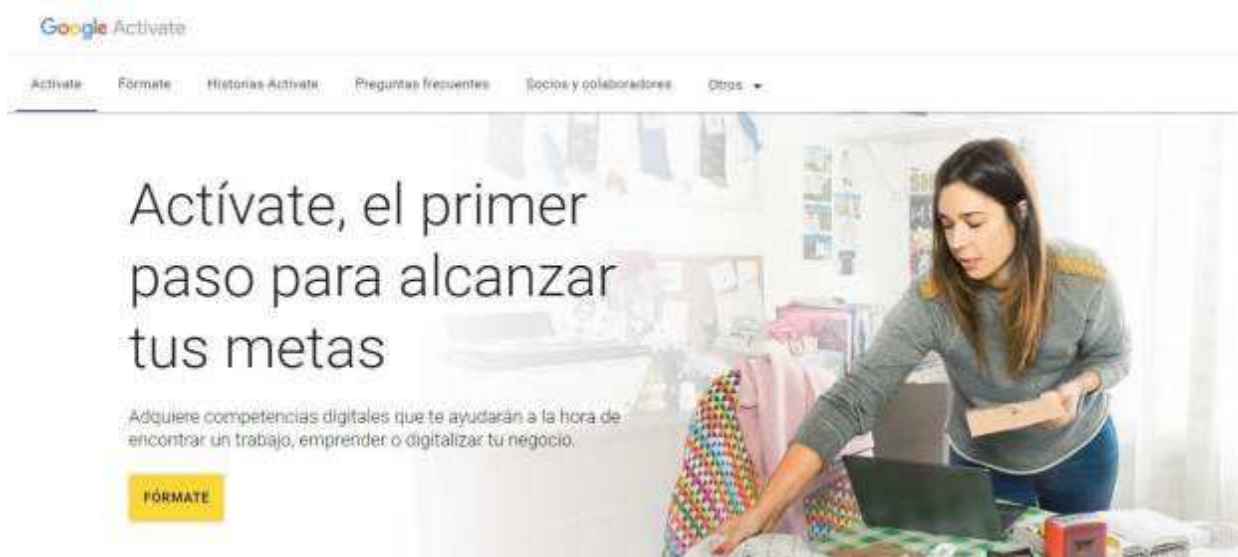 Google Actívate
Actívate Fórmate Historias Actívate Preguntas frecuentes Socios y colaboradores Otros
Actívate, el primer
paso para alcanzar
tus metas
Adquiere competencias digitales que te ayudarán a la hora de
encontrar un trabajo, emprender o digitalizar tu negocio.
FÓRMATE